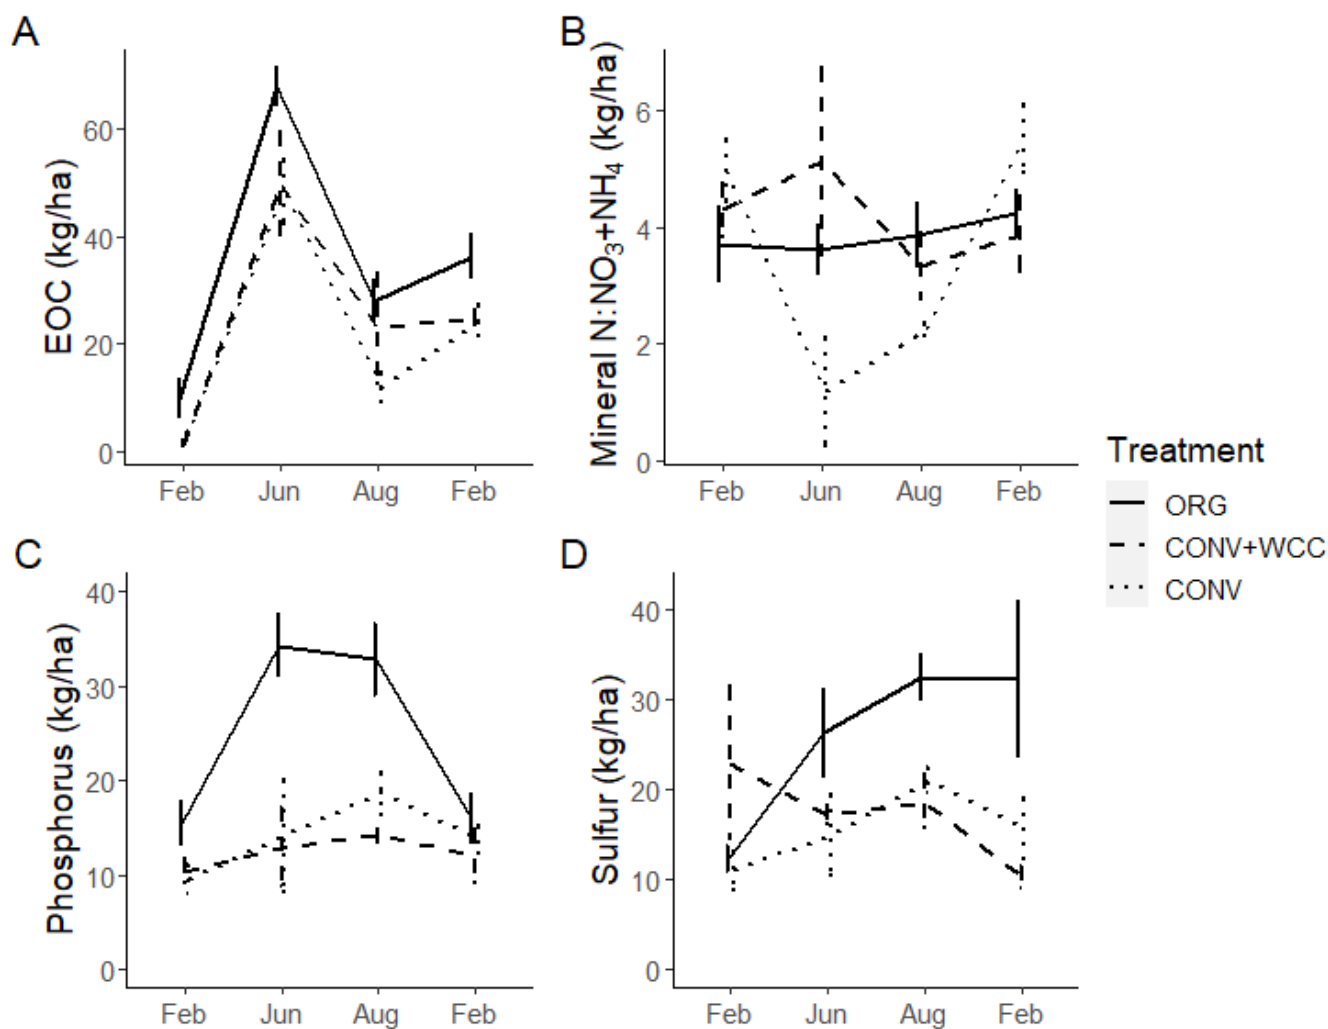 A
EOC (kg/ha)
60
40
20
0
Feb Jun Aug Feb
B
Mineral N:NO₃+NH₄ (kg/ha)
6
4
2
0
Feb Jun Aug Feb
Treatment
ORG
CONV+WCC
CONV
C
Phosphorus (kg/ha)
40
30
20
10
0
Feb Jun Aug Feb
D
Sulfur (kg/ha)
40
30
20
10
0
Feb Jun Aug Feb